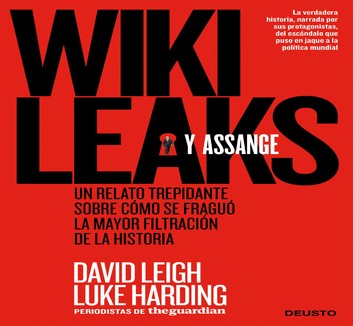 La verdadera
historia, narrada por
sus protagonistas,
del escándalo que
puso en jaque a la
política mundial
WIKI
LEAKS
Y ASSANGE
UN RELATO TREPIDANTE
SOBRE CÓMO SE FRAGUÓ
LA MAYOR FILTRACIÓN
DE LA HISTORIA
DAVID LEIGH
LUKE HARDING
PERIODISTAS DE theguardian
DEUSTO